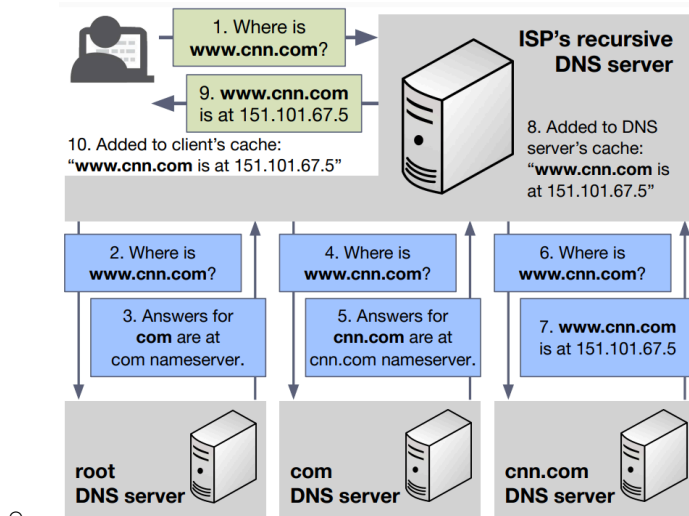 1. Where is
www.cnn.com?
ISP's recursive
DNS server
9. www.cnn.com
is at 151.101.67.5
10. Added to client's cache:
"www.cnn.com is at 151.101.67.5"
8. Added to DNS
server's cache:
"www.cnn.com is
at 151.101.67.5"
2. Where is
www.cnn.com?
3. Answers for
com are at
com nameserver.
4. Where is
www.cnn.com?
5. Answers for
cnn.com are at
cnn.com nameserver.
6. Where is
www.cnn.com?
7. www.cnn.com
is at 151.101.67.5
root
DNS server
com
DNS server
cnn.com
DNS server